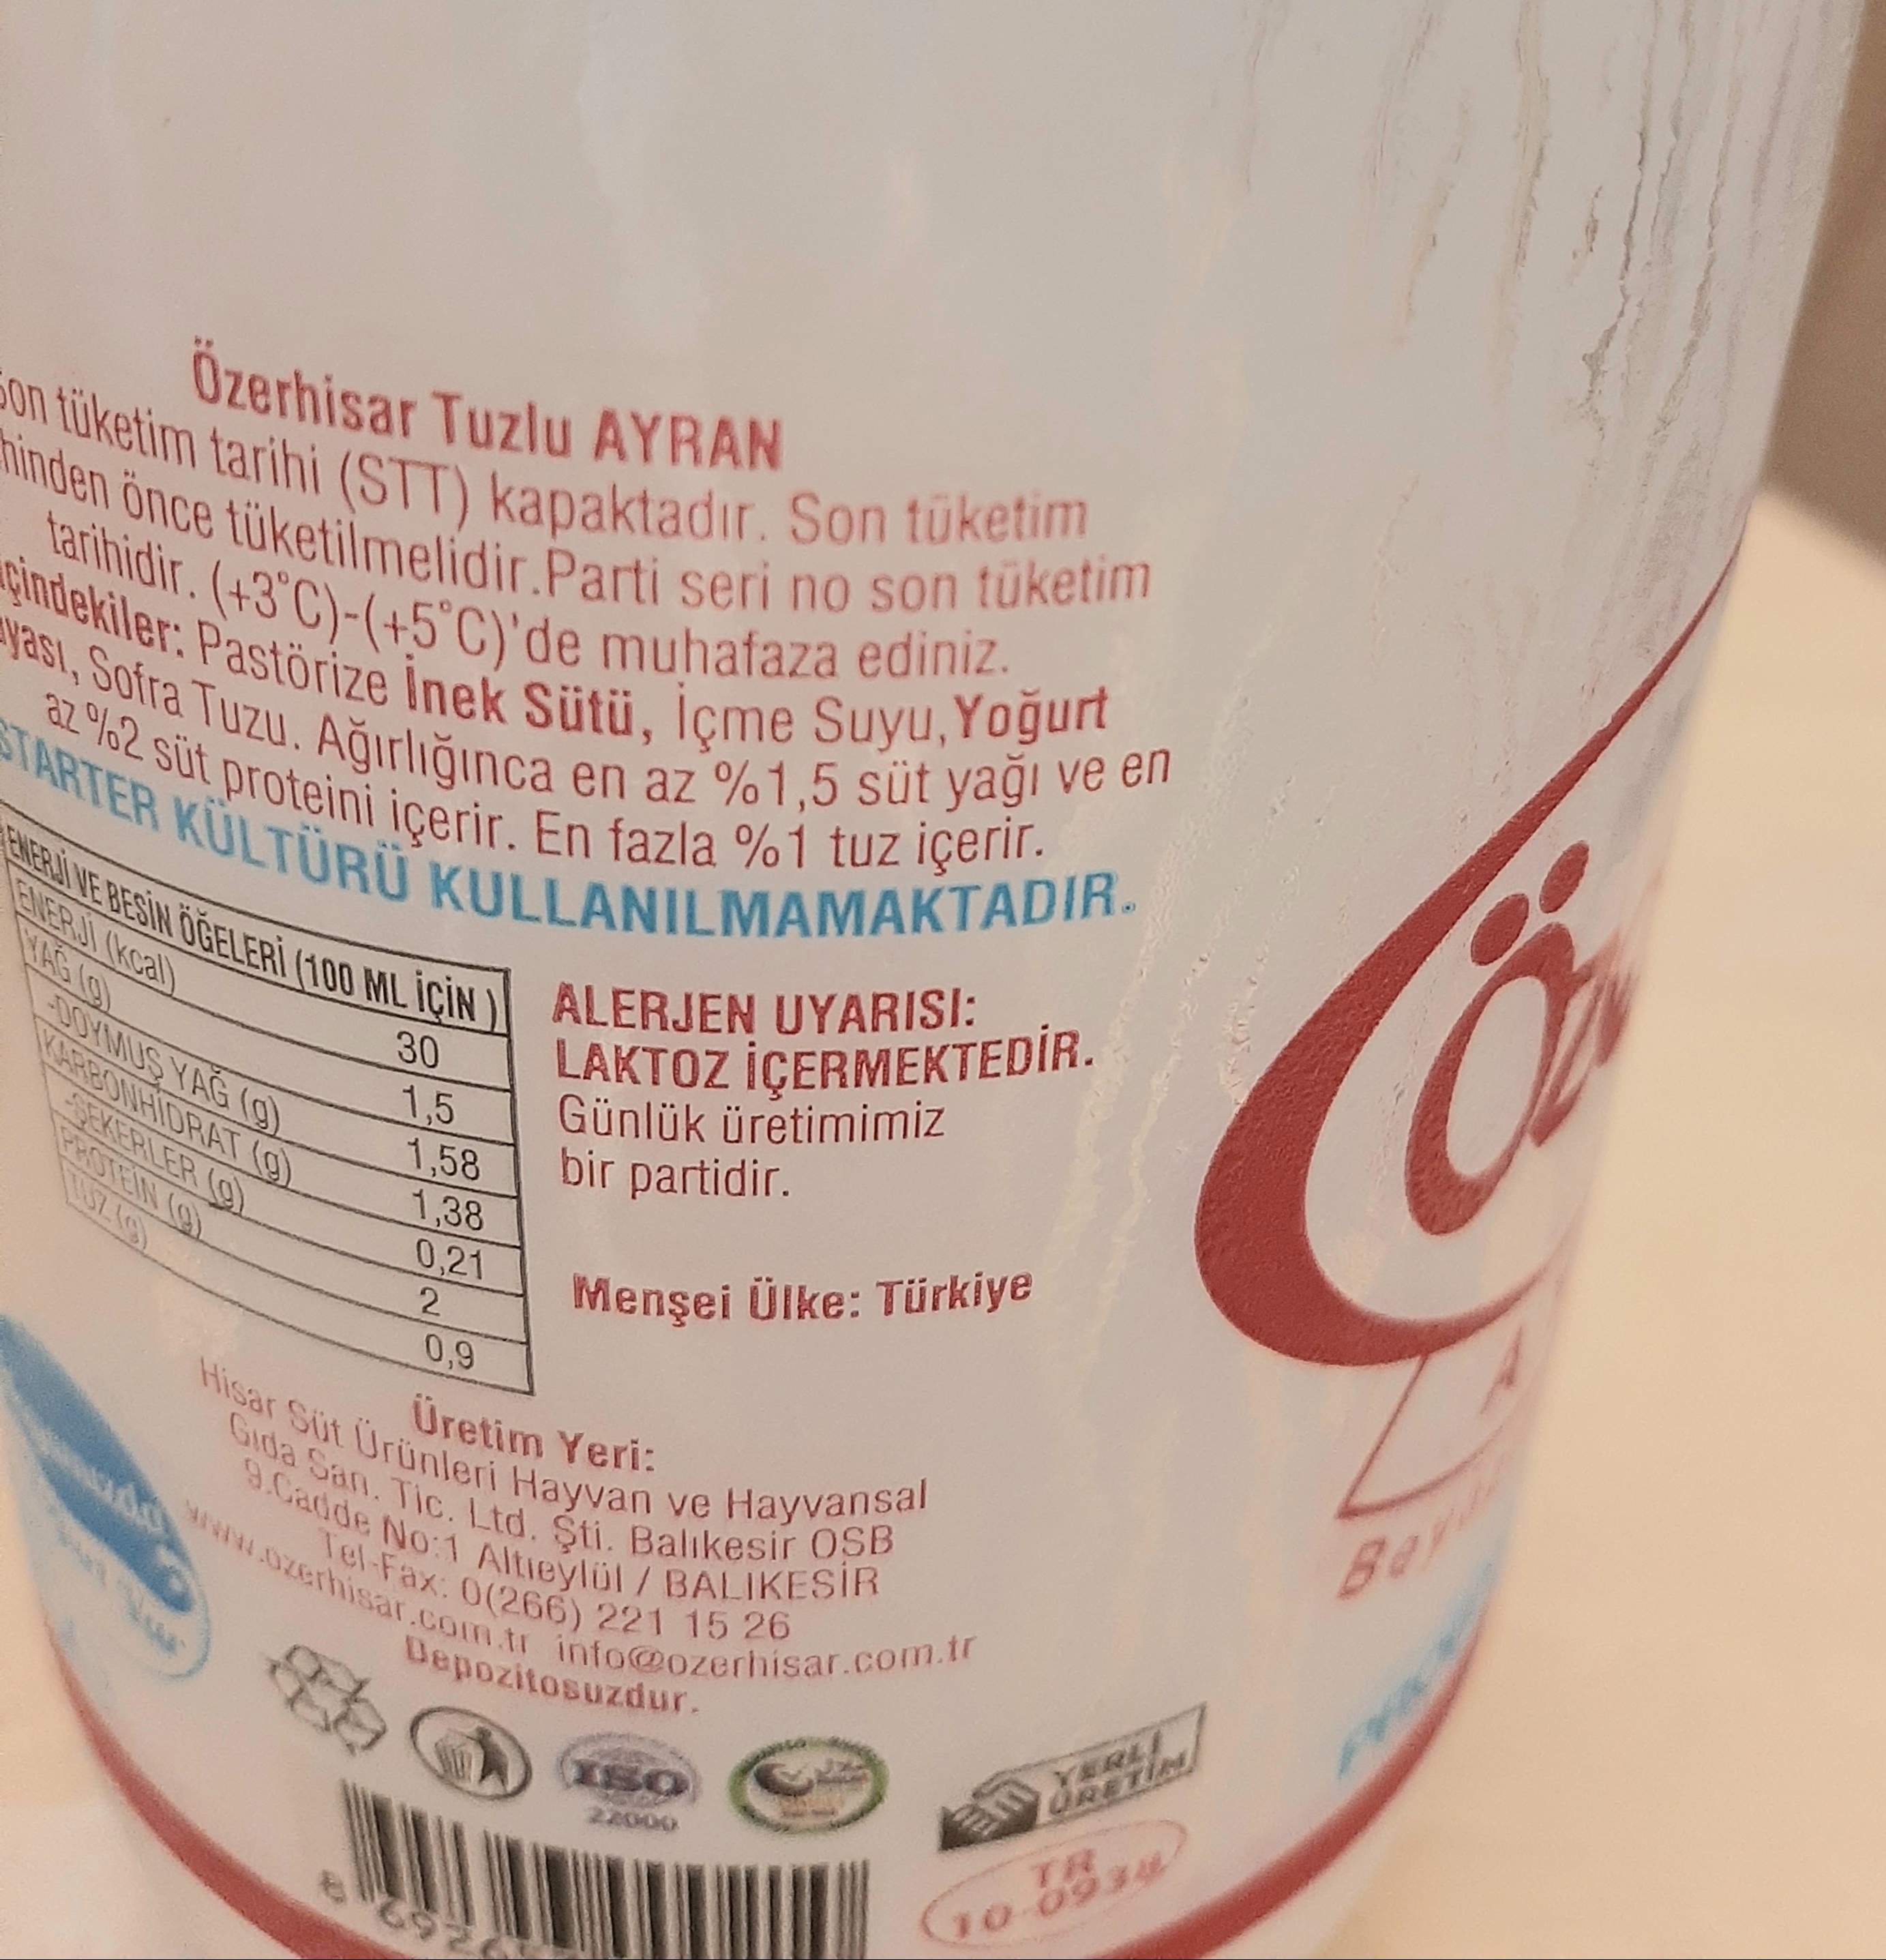 Özerhisar Tuzlu AYRAN
Son tüketim tarihi (STT) kapaktadır. Son tüketim
hinden önce tüketilmelidir.Parti seri no son tüketim
tarihidir. (+3°C)-(+5°C)'de muhafaza ediniz.
içindekiler: Pastörize İnek Sütü, İçme Suyu,Yoğurt
yası, Sofra Tuzu. Ağırlığınca en az %1,5 süt yağı ve en
az %2 süt proteini içerir. En fazla %1 tuz içerir.
STARTER KÜLTÜRÜ KULLANILMAMAKTADIR.
ENERJİ VE BESİN ÖĞELERİ (100 ML İÇİN )
ENERJİ (kcal) 30
YAĞ (g) 1,5
-DOYMUŞ YAĞ (g) 1,58
KARBONHİDRAT (g) 1,38
-ŞEKERLER (g) 0,21
PROTEİN (g) 2
TUZ (g) 0,9
ALERJEN UYARISI:
LAKTOZ İÇERMEKTEDİR.
Günlük üretimimiz
bir partidir.
Menşei Ülke: Türkiye
Üretim Yeri:
Hisar Süt Ürünleri Hayvan ve Hayvansal
Gıda San. Tic. Ltd. Şti. Balıkesir OSB
9.Cadde No:1 Altıeylül / BALIKESİR
Tel-Fax: 0(266) 221 15 26
www.ozerhisar.com.tr info@ozerhisar.com.tr
Depozitosuzdur.
ISO
22000
YERLİ
ÜRETİM
TR
Öz
A